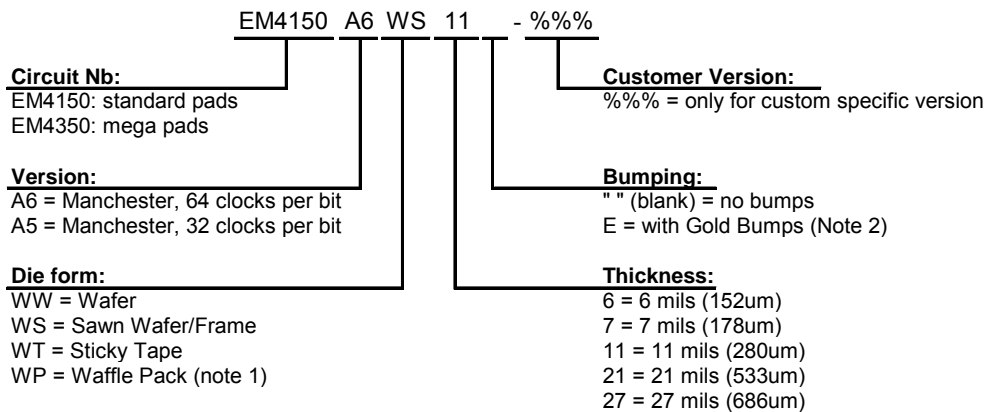 EM4150 A6 WS 11 - %%%
Circuit Nb:
EM4150: standard pads
EM4350: mega pads
Version:
A6 = Manchester, 64 clocks per bit
A5 = Manchester, 32 clocks per bit
Die form:
WW = Wafer
WS = Sawn Wafer/Frame
WT = Sticky Tape
WP = Waffle Pack (note 1)
Customer Version:
%%% = only for custom specific version
Bumping:
" " (blank) = no bumps
E = with Gold Bumps (Note 2)
Thickness:
6 = 6 mils (152um)
7 = 7 mils (178um)
11 = 11 mils (280um)
21 = 21 mils (533um)
27 = 27 mils (686um)